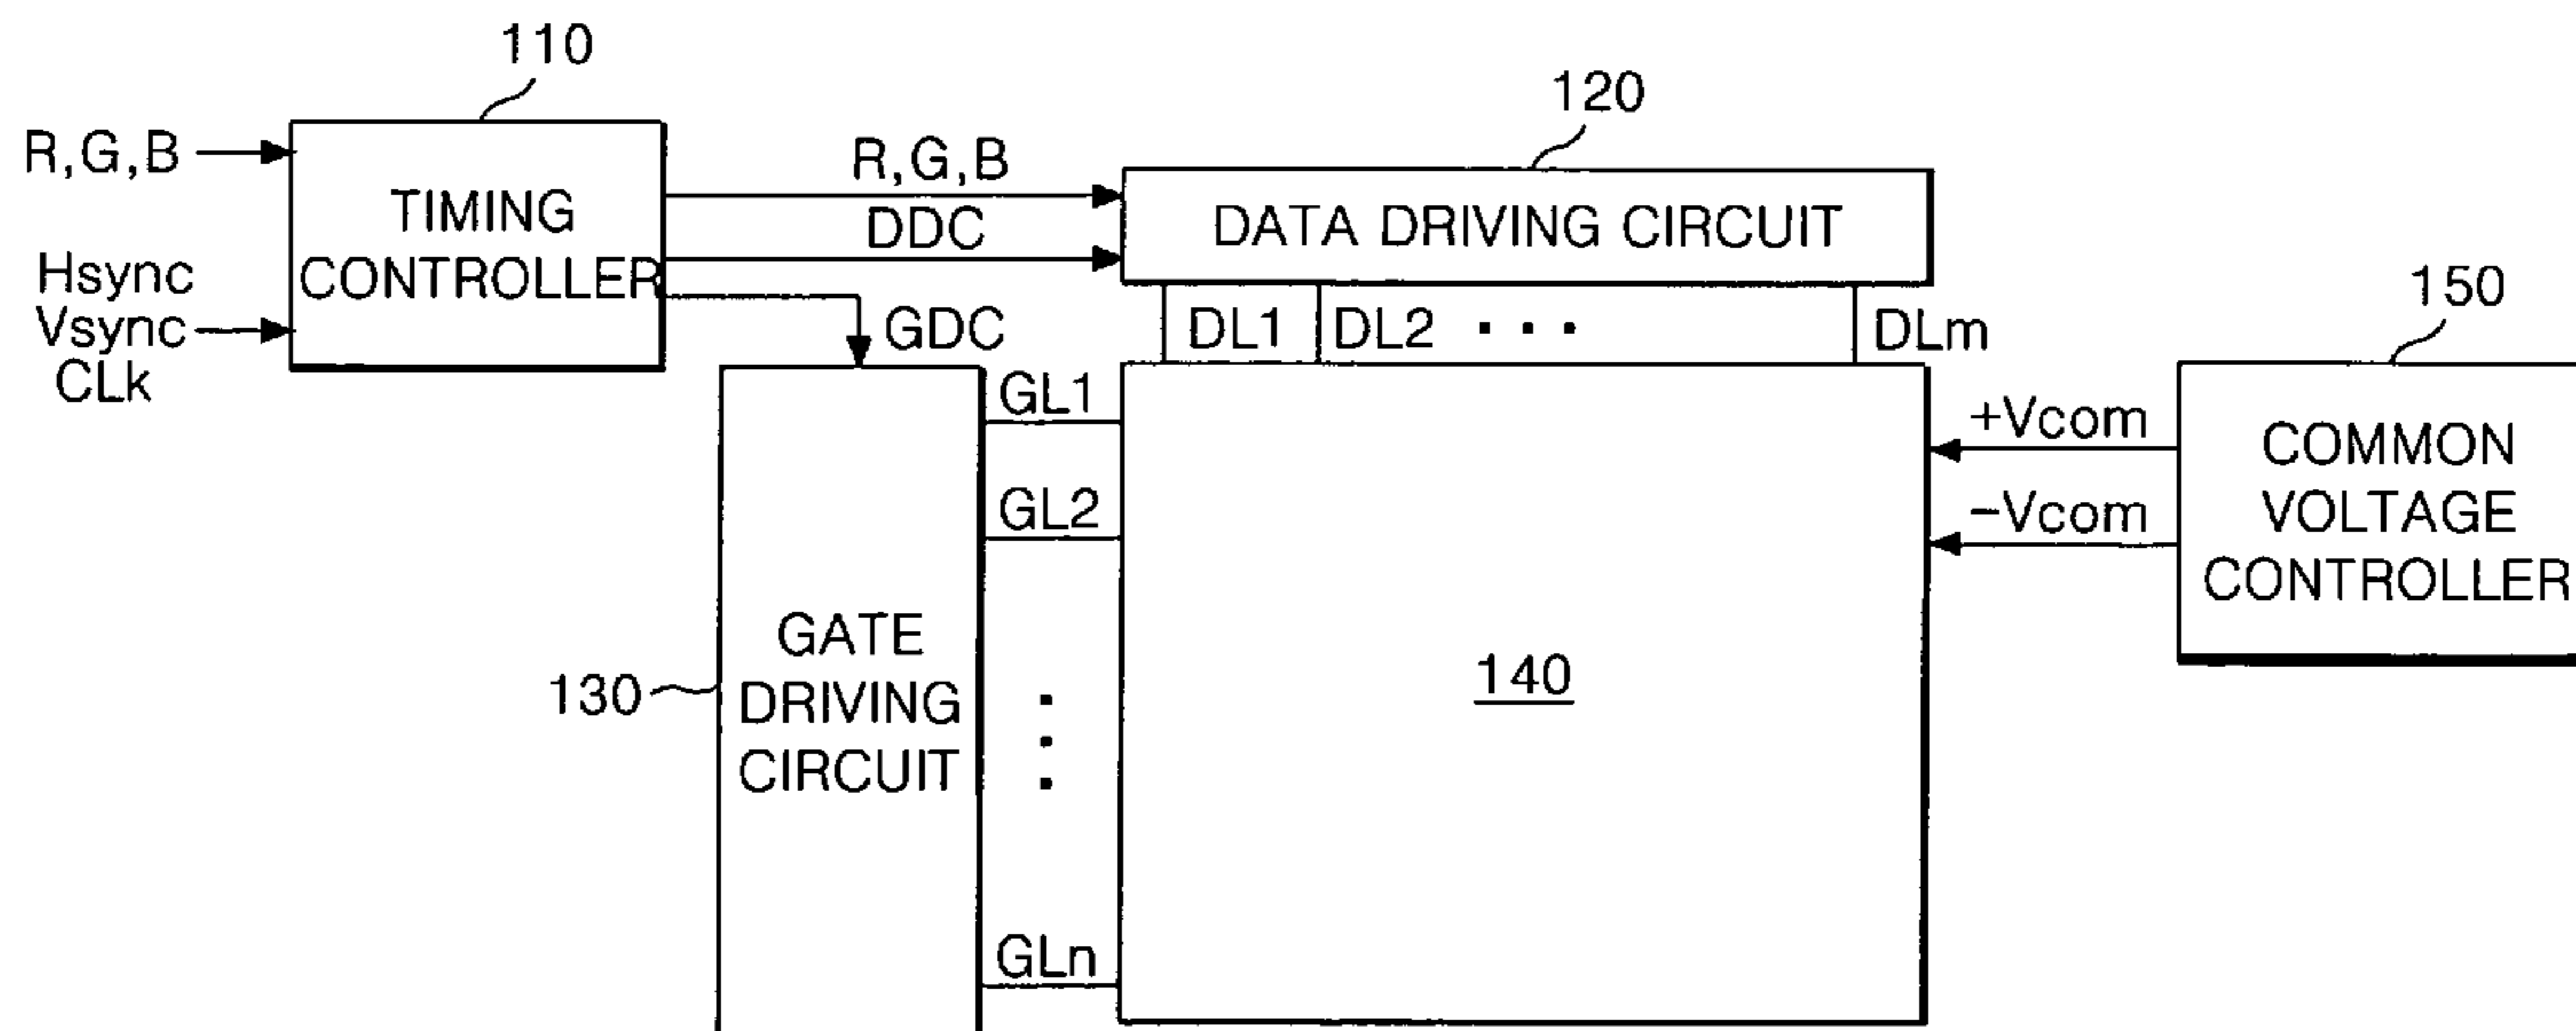 110
120
R,G,B
TIMING
CONTROLLER
R,G,B
DDC
DATA DRIVING CIRCUIT
Hsync
Vsync
CLk
GDC
DL1
DL2
...
DLm
150
GL1
GL2
GLn
+Vcom
-Vcom
COMMON
VOLTAGE
CONTROLLER
130
GATE
DRIVING
CIRCUIT
140